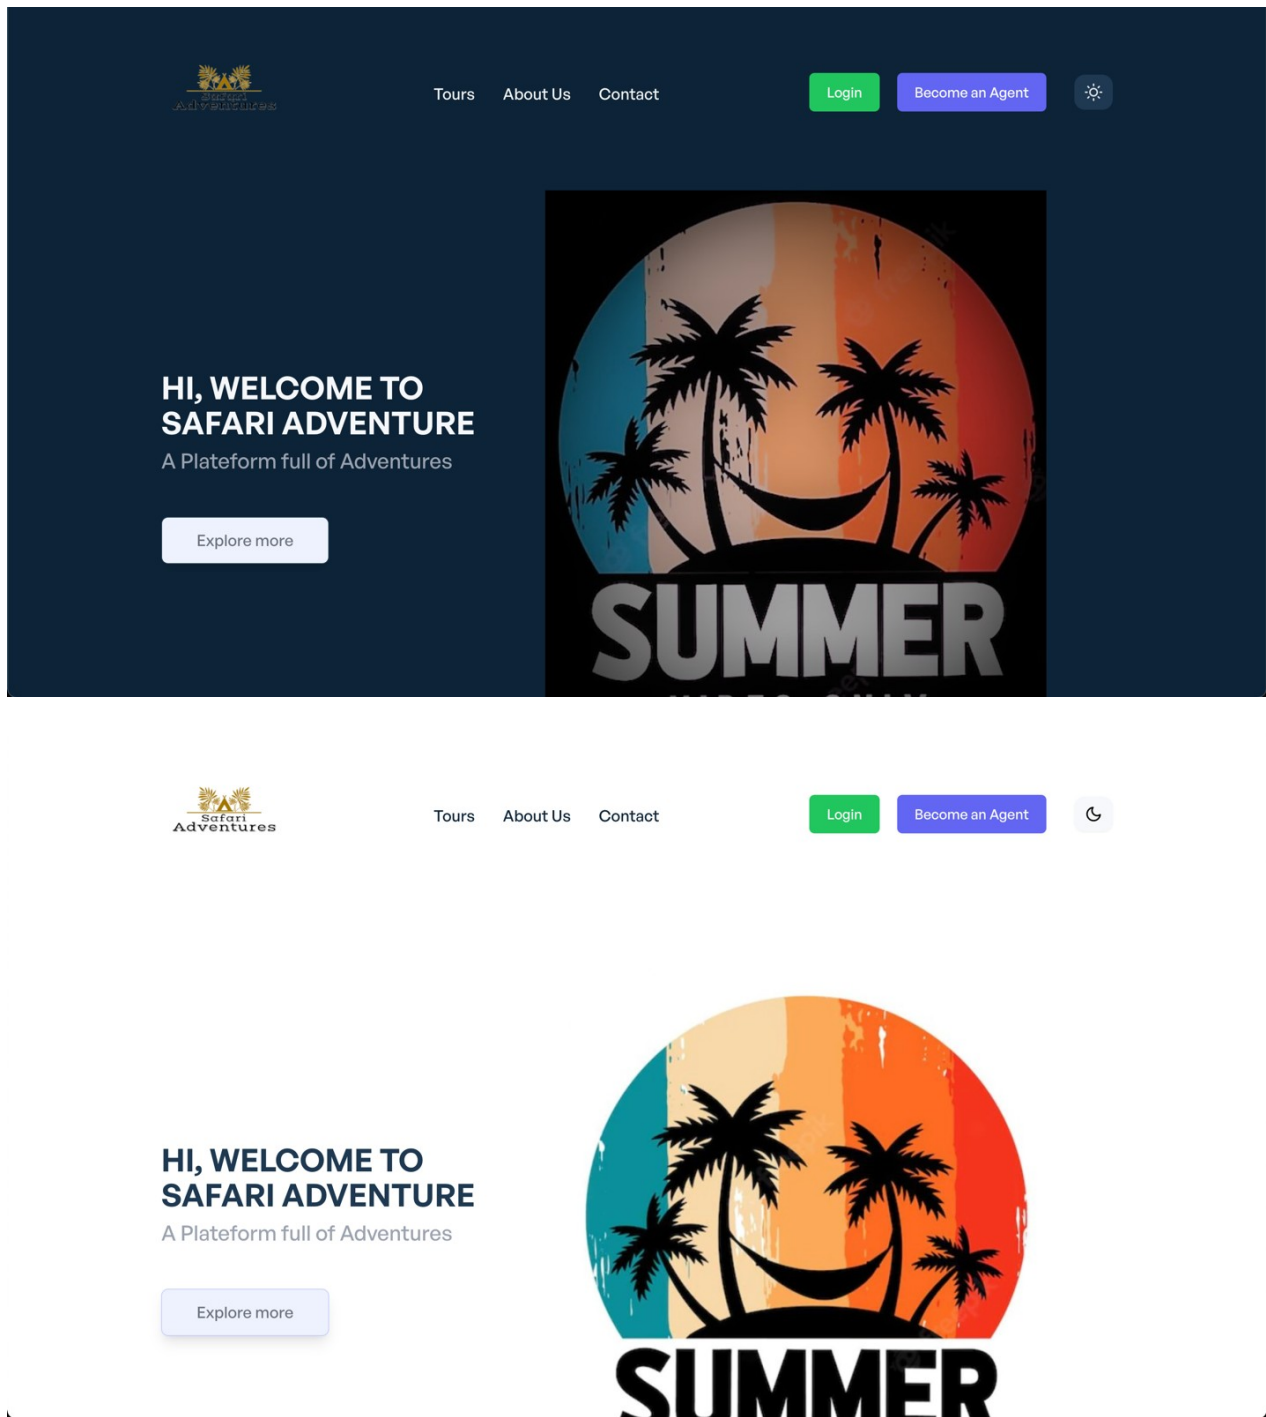 Safari
Adventures
Tours About Us Contact
Login Become an Agent
HI, WELCOME TO
SAFARI ADVENTURE
A Plateform full of Adventures
Explore more
SUMMER
Safari
Adventures
Tours About Us Contact
Login Become an Agent
HI, WELCOME TO
SAFARI ADVENTURE
A Plateform full of Adventures
Explore more
SUMMER